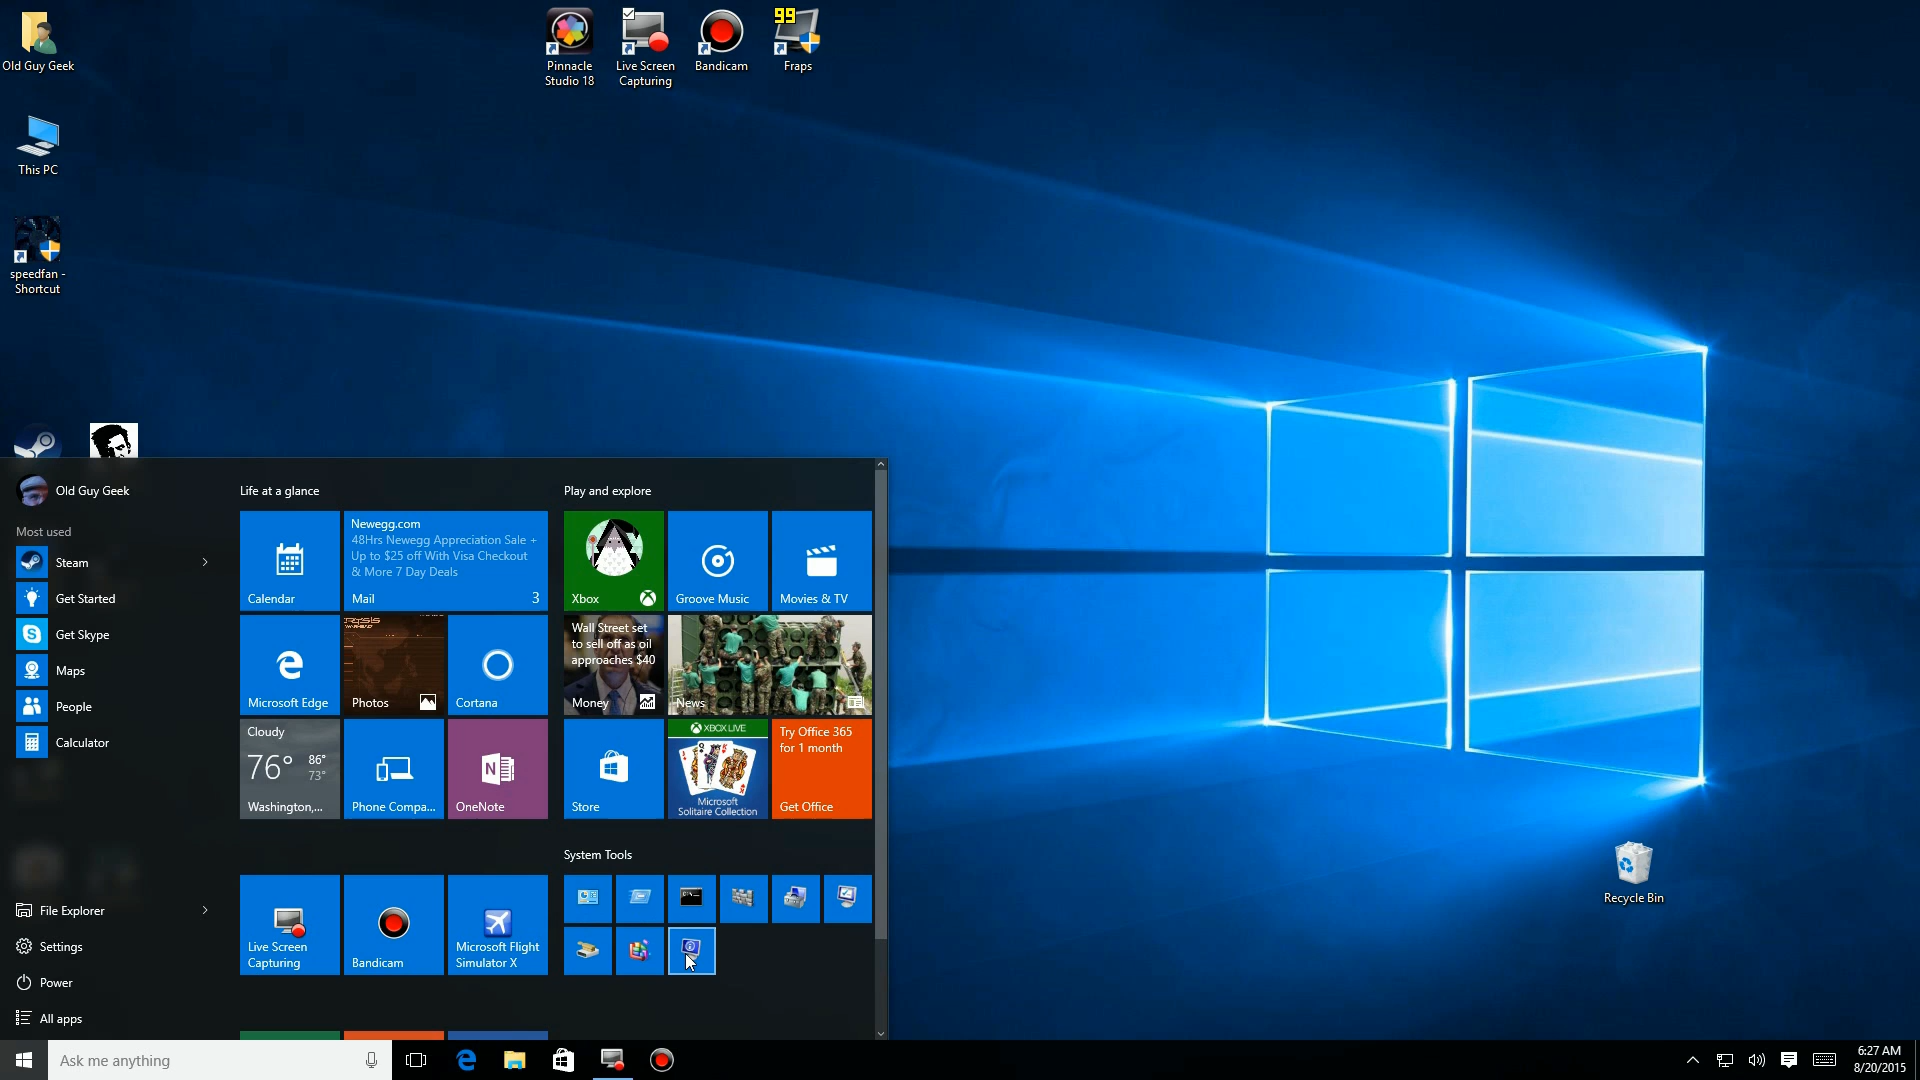 Old Guy Geek
This PC
speedfan -
Shortcut
Pinnacle
Studio 18
Live Screen
Capturing
Bandicam
99
Fraps
Recycle Bin
Old Guy Geek
Most used
Steam
Get Started
Get Skype
Maps
People
Calculator
File Explorer
Settings
Power
All apps
Life at a glance
Calendar
Newegg.com
48Hrs Newegg Appreciation Sale +
Up to $25 off With Visa Checkout
& More 7 Day Deals
Mail
3
Microsoft Edge
Photos
Cortana
Cloudy
76°
86°
73°
Washington,...
Phone Compa...
OneNote
Live Screen
Capturing
Bandicam
Microsoft Flight
Simulator X
Play and explore
Xbox
Groove Music
Movies & TV
Wall Street set
to sell off as oil
approaches $40
Money
News
Store
XBOX LIVE
Microsoft
Solitaire Collection
Try Office 365
for 1 month
Get Office
System Tools
Ask me anything
6:27 AM
8/20/2015